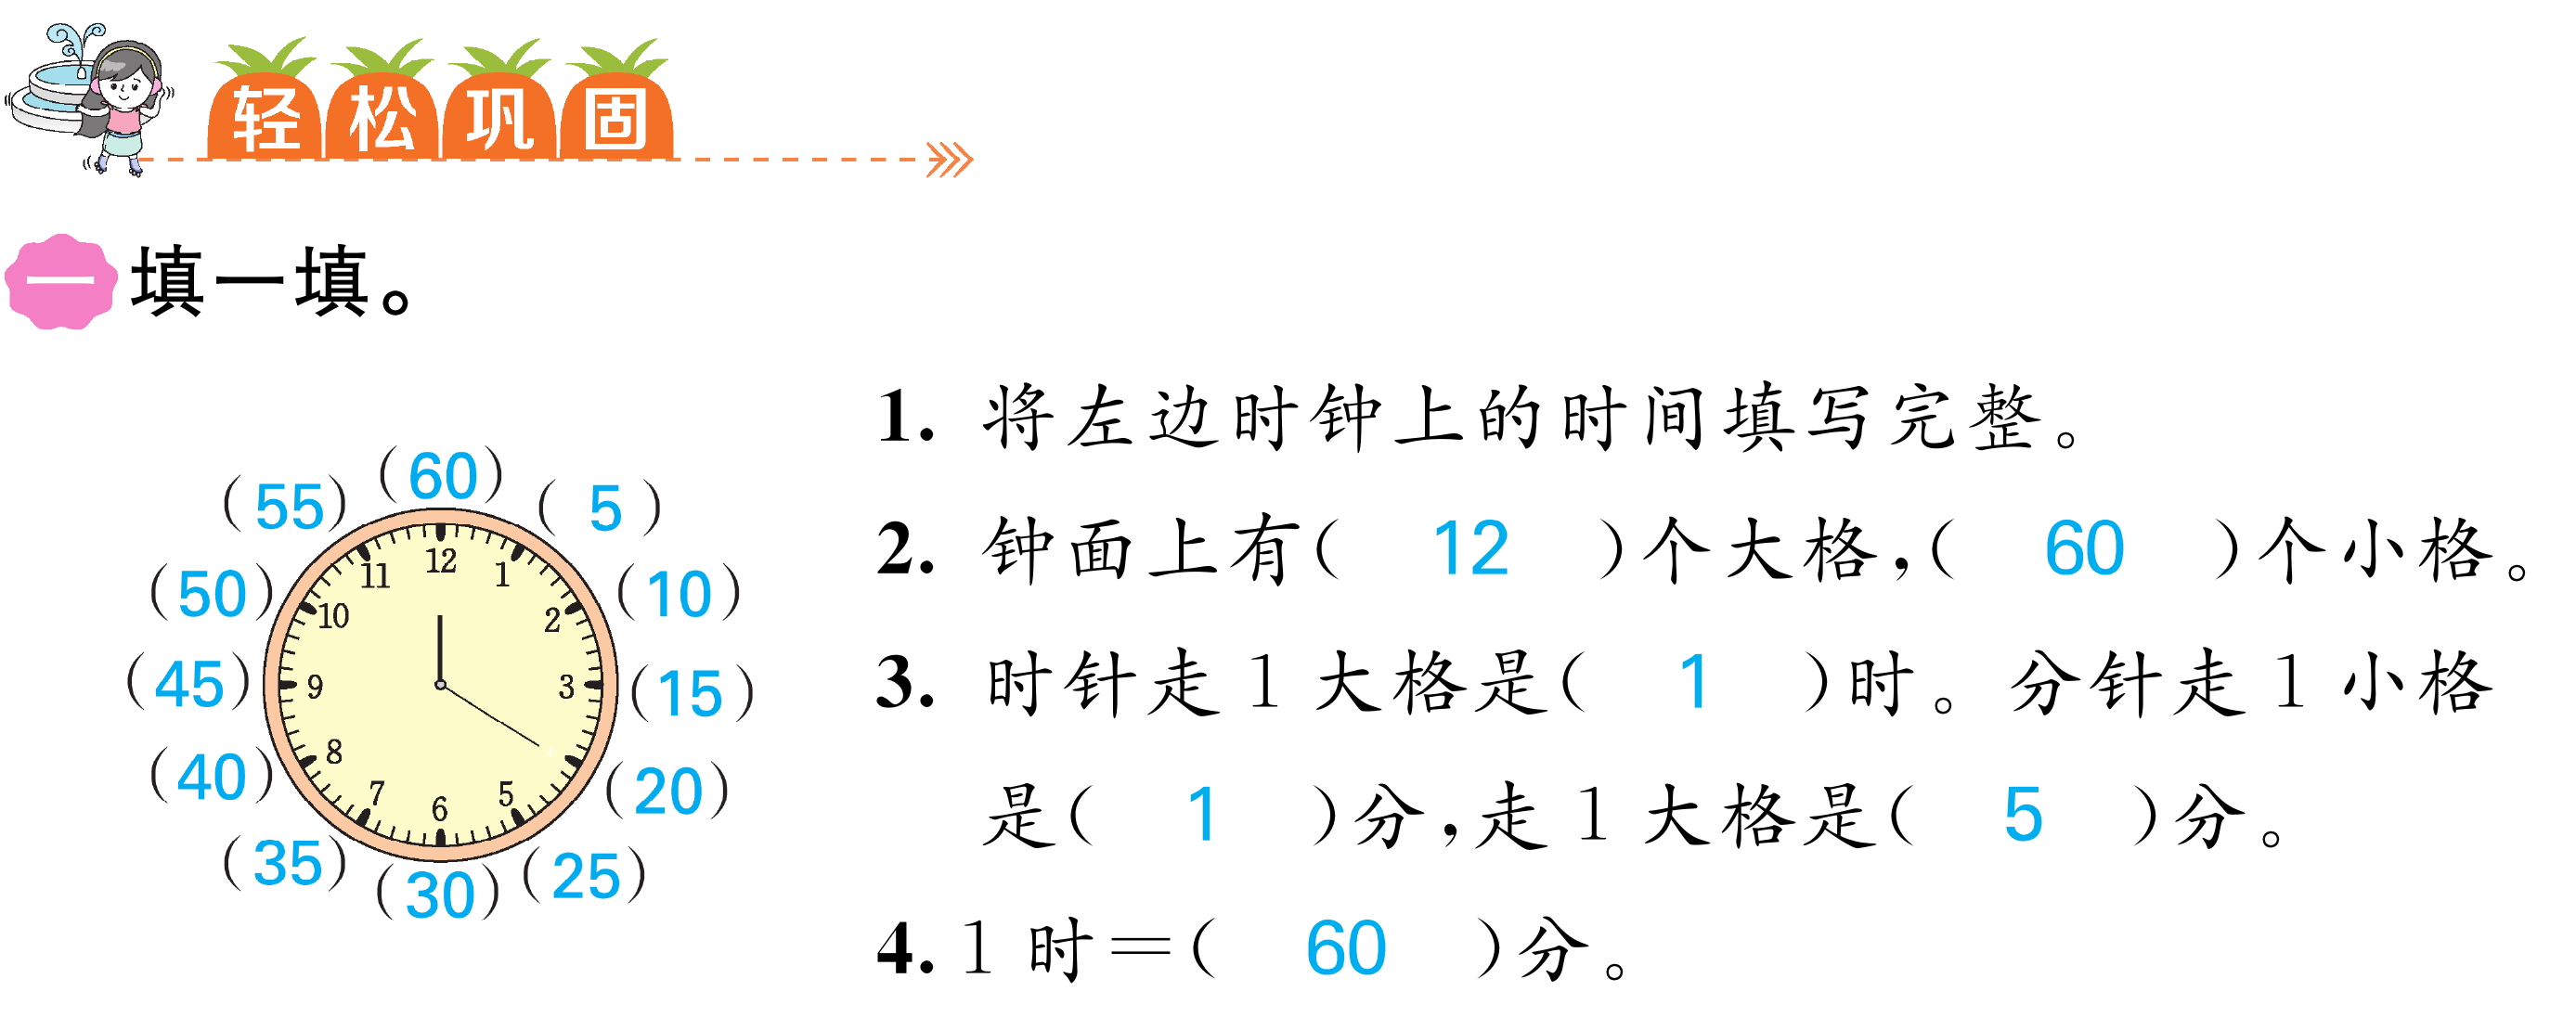 轻松巩固
一 填一填。
(60)
(55) (5)
(50) (10)
(45) (15)
(40) (20)
(35) (25)
(30)
12
11 1
10 2
9 3
8
7 5
6
1. 将左边时钟上的时间填写完整。
2. 钟面上有( 12 )个大格,( 60 )个小格。
3. 时针走 1 大格是( 1 )时。分针走 1 小格
是( 1 )分,走 1 大格是( 5 )分。
4. 1 时=( 60 )分。